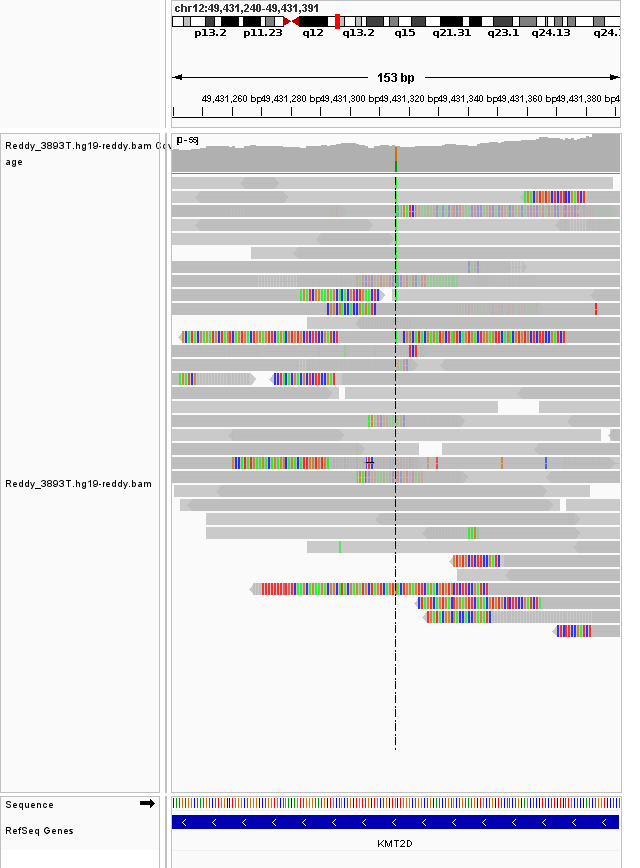 chr12:49,431,240-49,431,391
p13.2 p11.23 q12 q13.2 q15 q21.31 q23.1 q24.13 q24.
153 bp
49,431,260 bp 49,431,280 bp 49,431,300 bp 49,431,320 bp 49,431,340 bp 49,431,360 bp 49,431,380 bp 4
Reddy_3893T.hg19-reddy.bam Cov
age
Reddy_3893T.hg19-reddy.bam
Sequence
RefSeq Genes
KMT2D